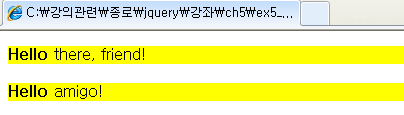 C:\강의관련\종로\jquery\강좌\ch5\ex5_...
Hello there, friend!
Hello amigo!